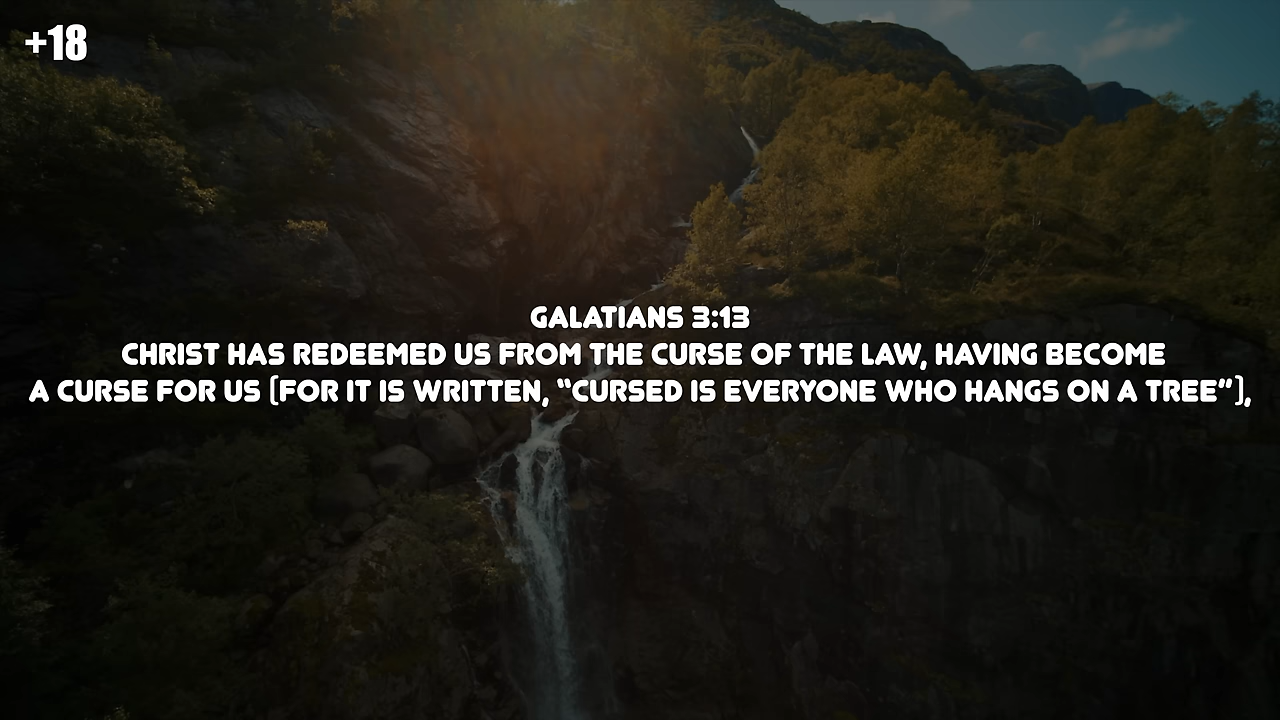 +18
GALATIANS 3:13
CHRIST HAS REDEEMED US FROM THE CURSE OF THE LAW, HAVING BECOME
A CURSE FOR US (FOR IT IS WRITTEN, “CURSED IS EVERYONE WHO HANGS ON A TREE”),